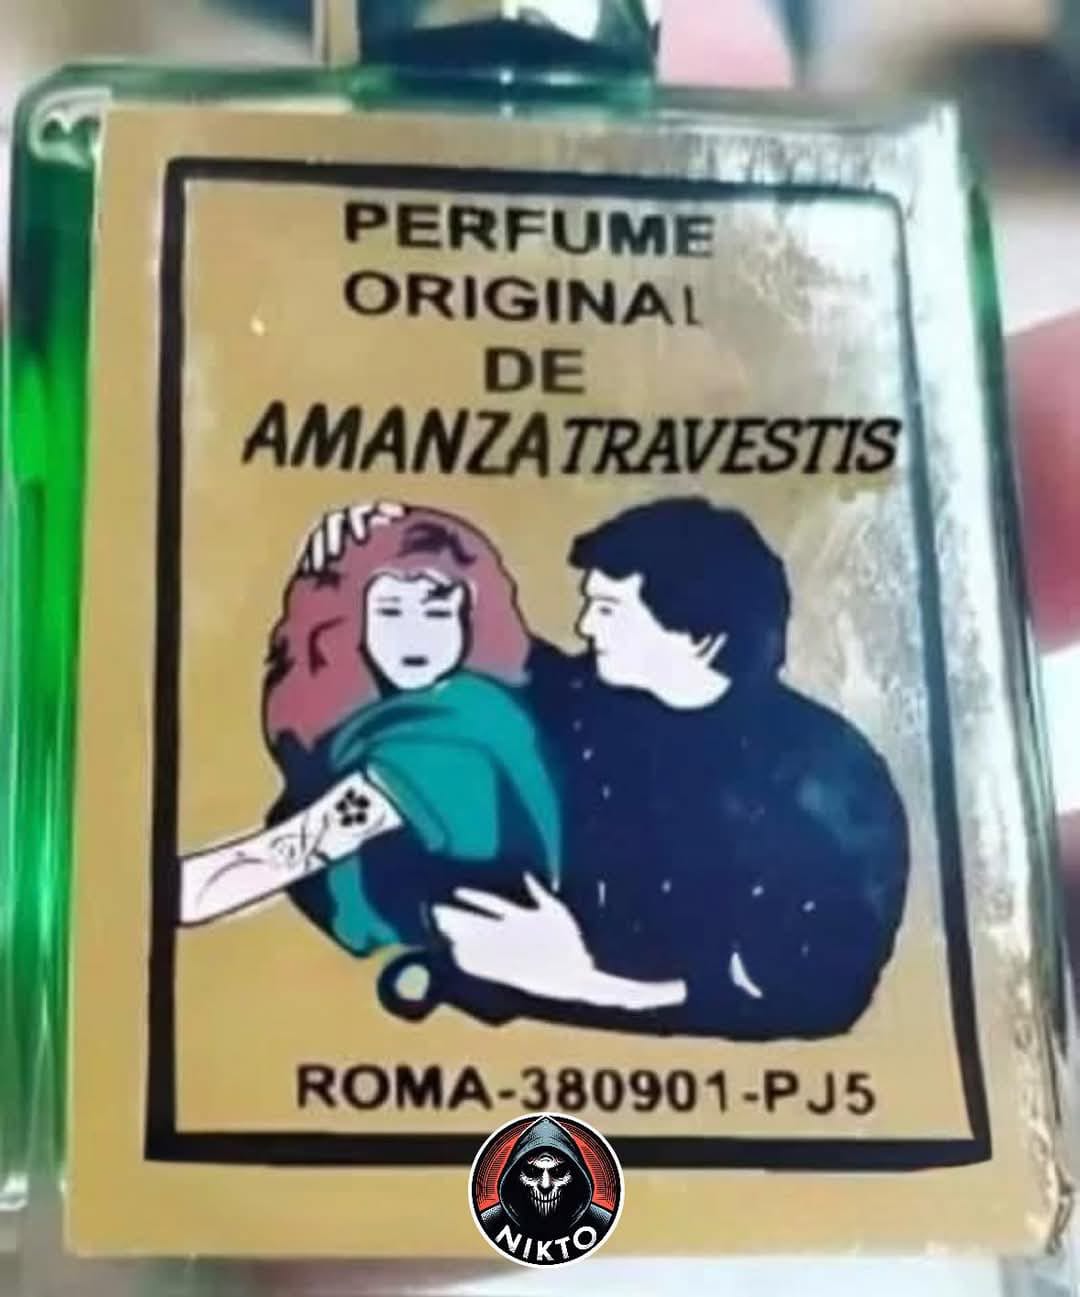 PERFUME
ORIGINAL
DE
AMANZATRAVESTIS
ROMA-380901-PJ5
NIKTO